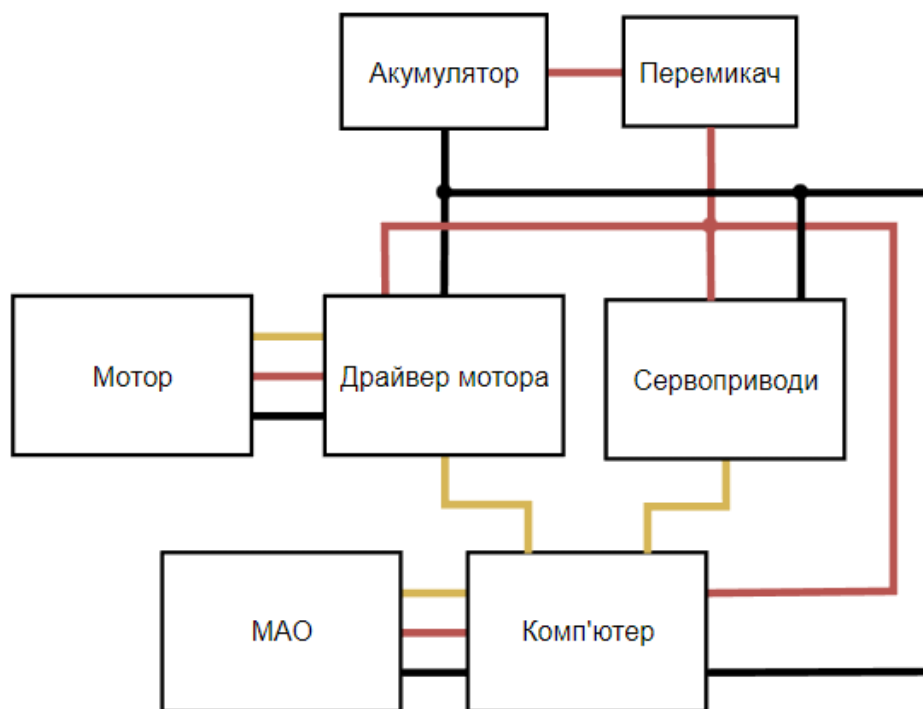 Акумулятор
Перемикач
Мотор
Драйвер мотора
Сервоприводи
МАО
Комп'ютер